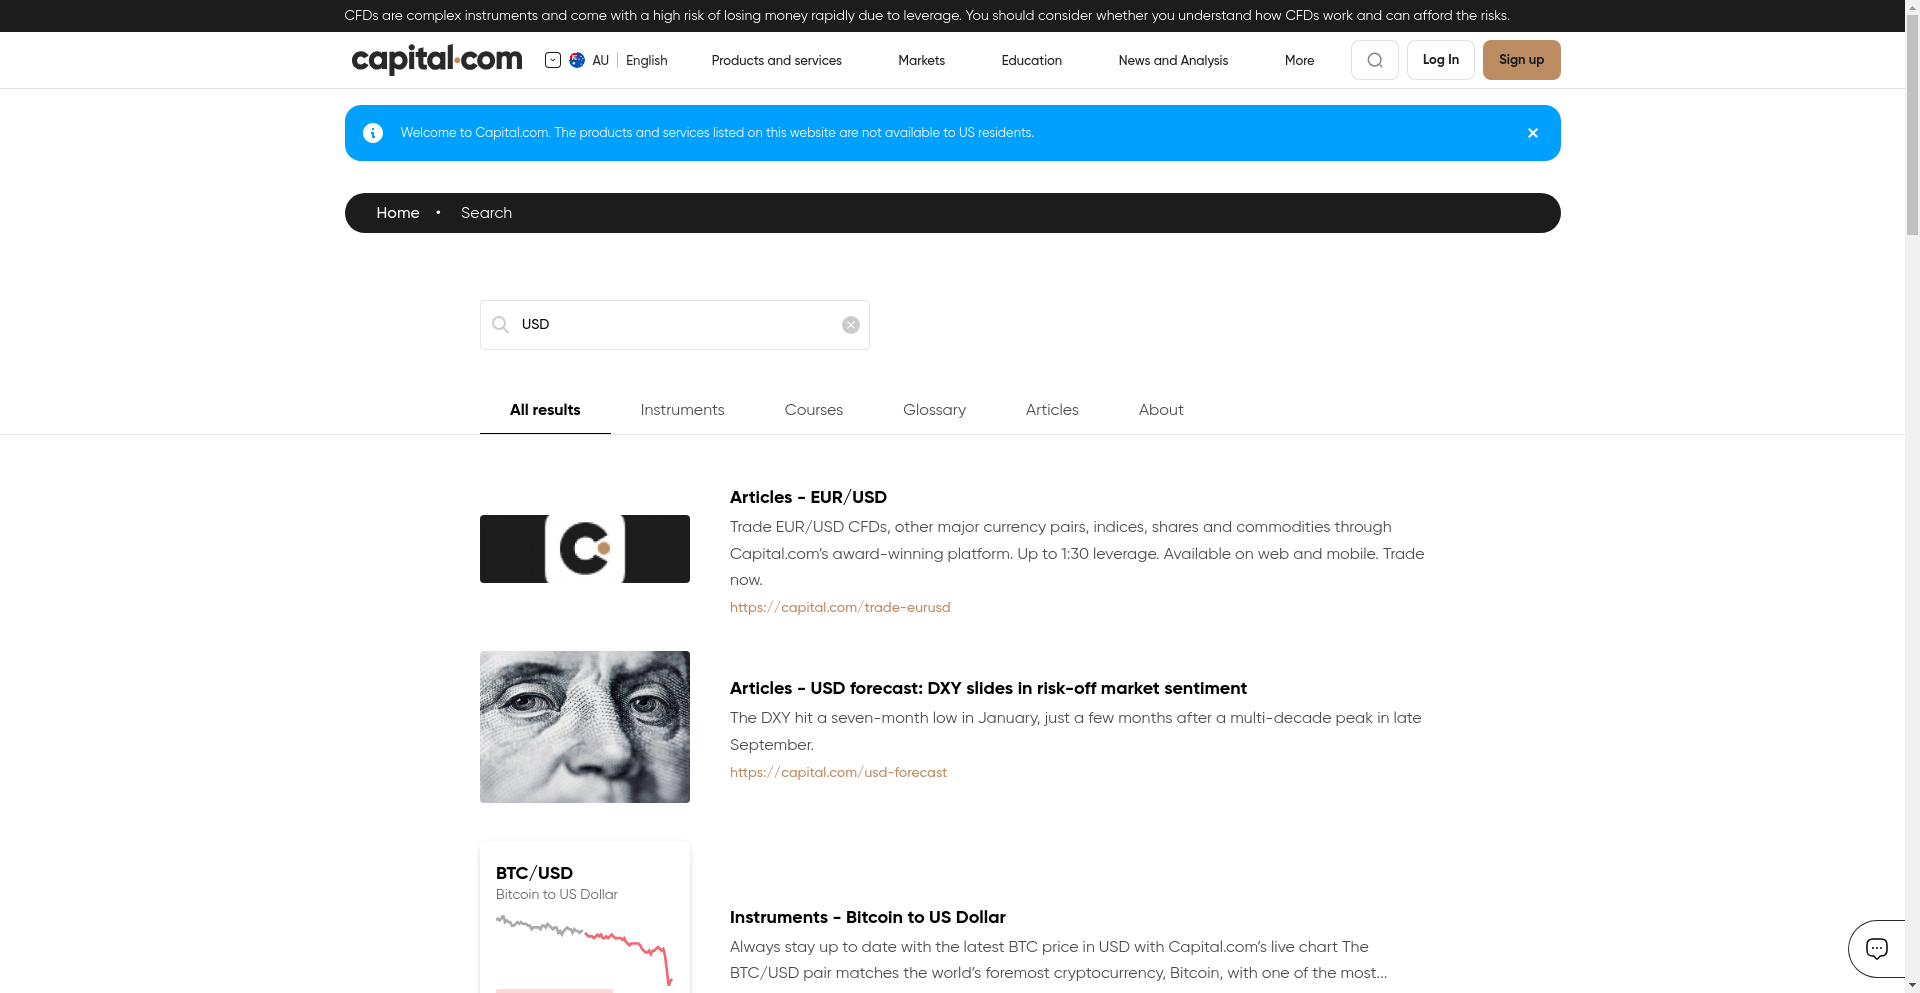 CFDs are complex instruments and come with a high risk of losing money rapidly due to leverage. You should consider whether you understand how CFDs work and can afford the risks.
capital.com AU English Products and services Markets Education News and Analysis More Log In Sign up
Welcome to Capital.com. The products and services listed on this website are not available to US residents.
Home • Search
USD
All results Instruments Courses Glossary Articles About
Articles - EUR/USD
Trade EUR/USD CFDs, other major currency pairs, indices, shares and commodities through
Capital.com’s award-winning platform. Up to 1:30 leverage. Available on web and mobile. Trade
now.
https://capital.com/trade-eurusd
Articles - USD forecast: DXY slides in risk-off market sentiment
The DXY hit a seven-month low in January, just a few months after a multi-decade peak in late
September.
https://capital.com/usd-forecast
BTC/USD
Bitcoin to US Dollar
Instruments - Bitcoin to US Dollar
Always stay up to date with the latest BTC price in USD with Capital.com’s live chart The
BTC/USD pair matches the world’s foremost cryptocurrency, Bitcoin, with one of the most...